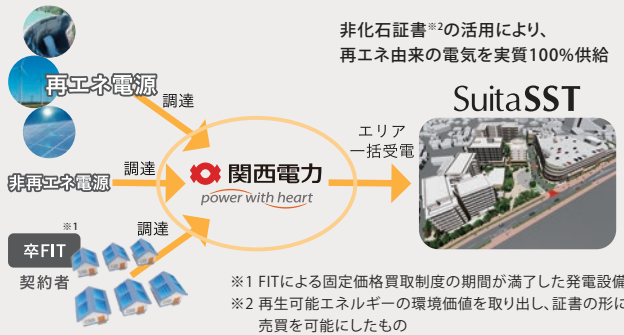 非化石証書※2の活用により、
再エネ由来の電気を実質100%供給
再エネ電源
調達
SuitaSST
エリア
一括受電
非再エネ電源
調達
関西電力
power with heart
※1
調達
卒FIT
契約者
※1 FITによる固定価格買取制度の期間が満了した発電設備
※2 再生可能エネルギーの環境価値を取り出し、証書の形に
売買を可能にしたもの